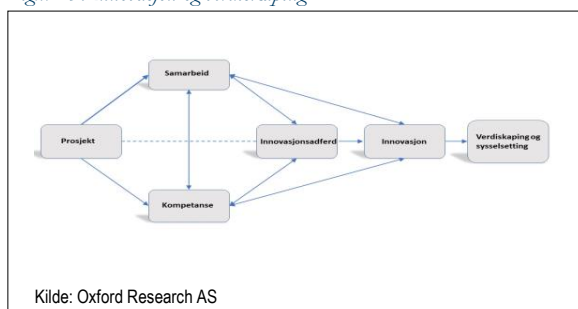 Samarbeid
Prosjekt
Innovasjonsadferd
Innovasjon
Verdiskaping og
sysselsetting
Kompetanse
Kilde: Oxford Research AS